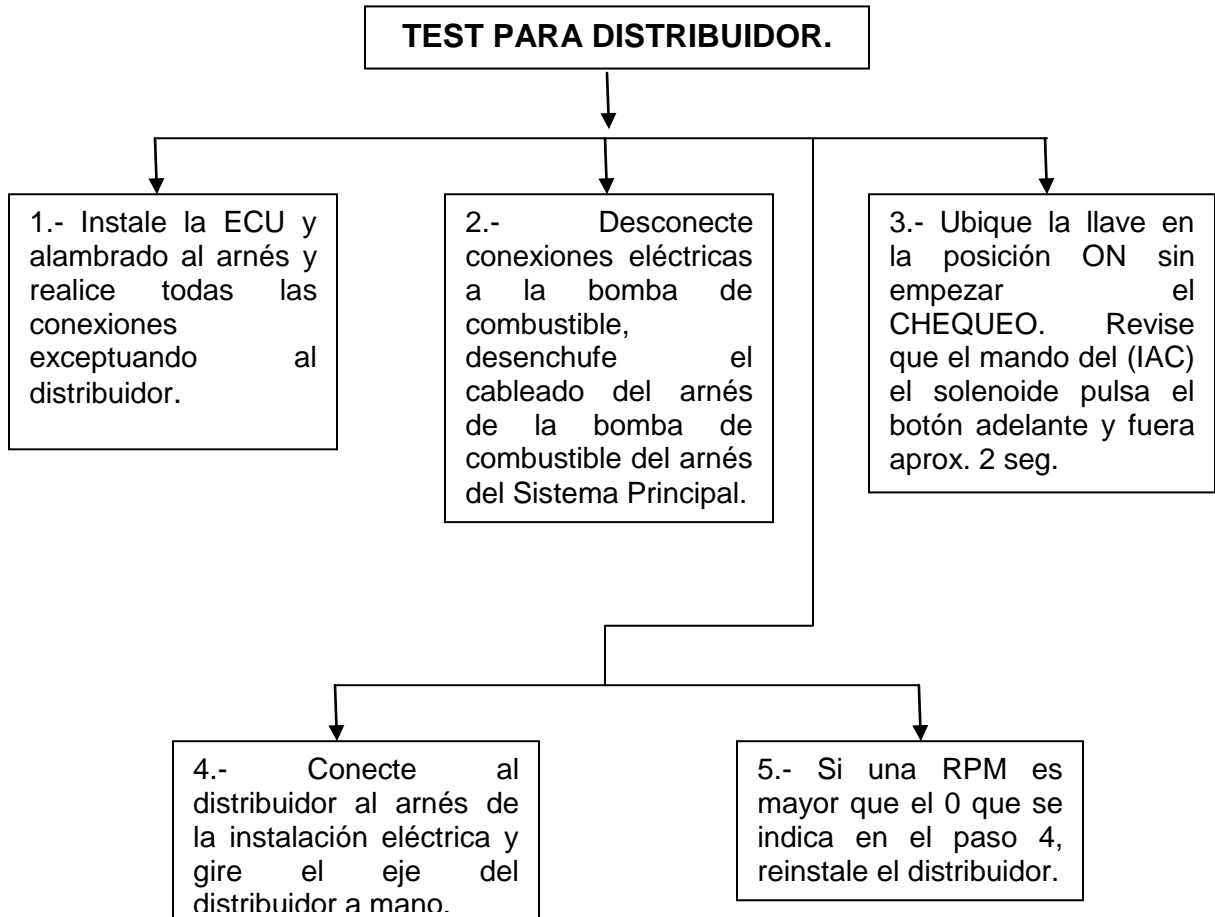 TEST PARA DISTRIBUIDOR.
1.- Instale la ECU y
alambrado al arnés y
realice todas las
conexiones
exceptuando al
distribuidor.
2.- Desconecte
conexiones eléctricas
a la bomba de
combustible,
desenchufe el
cableado del arnés
de la bomba de
combustible del arnés
del Sistema Principal.
3.- Ubique la llave en
la posición ON sin
empezar el
CHEQUEO. Revise
que el mando del (IAC)
el solenoide pulsa el
botón adelante y fuera
aprox. 2 seg.
4.- Conecte al
distribuidor al arnés de
la instalación eléctrica y
gire el eje del
distribuidor a mano.
5.- Si una RPM es
mayor que el 0 que se
indica en el paso 4,
reinstale el distribuidor.